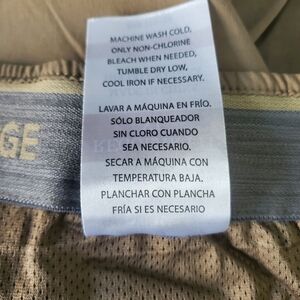 MACHINE WASH COLD,
ONLY NON-CHLORINE
BLEACH WHEN NEEDED,
TUMBLE DRY LOW,
COOL IRON IF NECESSARY.
LAVAR A MÁQUINA EN FRÍO.
SÓLO BLANQUEADOR
SIN CLORO CUANDO
SEA NECESARIO.
SECAR A MÁQUINA CON
TEMPERATURA BAJA.
PLANCHAR CON PLANCHA
FRÍA SI ES NECESARIO
GE